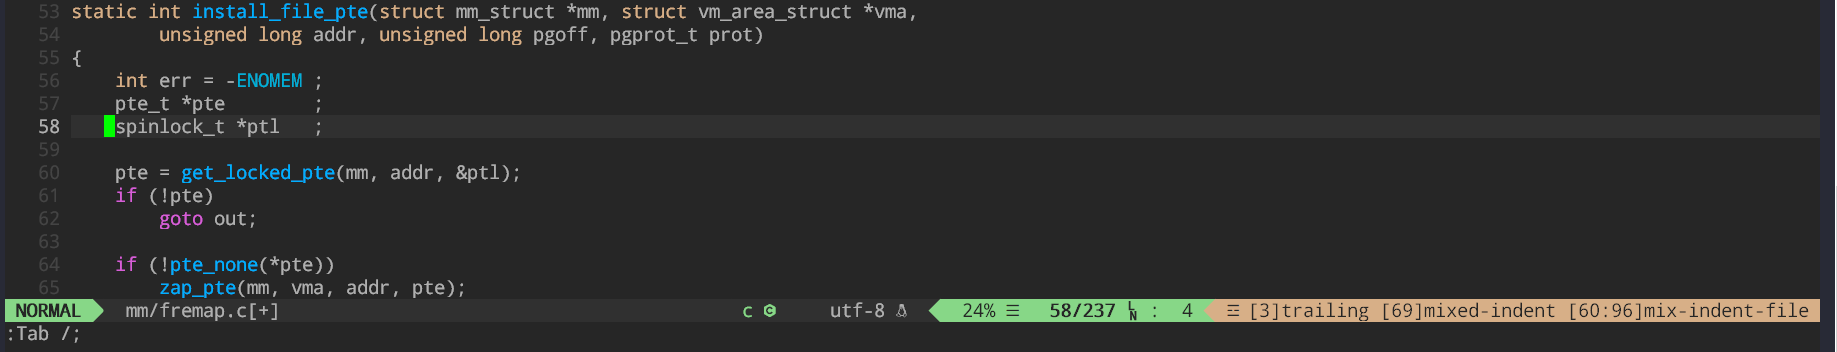 53 static int install_file_pte(struct mm_struct *mm, struct vm_area_struct *vma,
54         unsigned long addr, unsigned long pgoff, pgprot_t prot)
55 {
56     int err = -ENOMEM ;
57     pte_t *pte        ;
58     spinlock_t *ptl   ;
59
60     pte = get_locked_pte(mm, addr, &ptl);
61     if (!pte)
62         goto out;
63
64     if (!pte_none(*pte))
65         zap_pte(mm, vma, addr, pte);
NORMAL mm/fremap.c[+] c utf-8 24% ☰ 58/237 LN : 4 ☲ [3]trailing [69]mixed-indent [60:96]mix-indent-file
:Tab /;